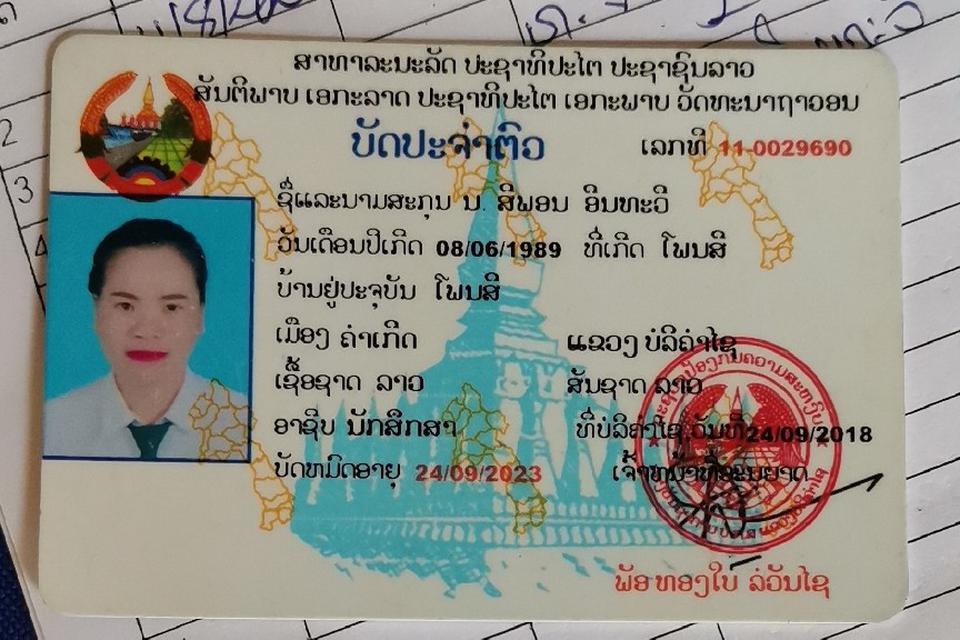 ສາທາລະນະລັດ ປະຊາທິປະໄຕ ປະຊາຊົນລາວ
ສັນຕິພາບ ເອກະລາດ ປະຊາທິປະໄຕ ເອກະພາບ ວັດທະນາຖາວອນ
ບັດປະຈຳຕົວ ເລກທີ 11-0029690
ຊື່ແລະນາມສະກຸນ ນ. ສີພອນ ອິນທະວີ
ວັນເດືອນປີເກີດ 08/06/1989 ທີ່ເກີດ ໂພນສີ
ບ້ານຢູ່ປະຈຸບັນ ໂພນສີ
ເມືອງ ຄຳເກີດ ແຂວງ ບໍລິຄຳໄຊ
ເຊື້ອຊາດ ລາວ ສັນຊາດ ລາວ
ອາຊີບ ນັກສຶກສາ ທີ່ບໍລິຄຳໄຊ, ວັນທີ 24/09/2018
ບັດຫມົດອາຍຸ 24/09/2023 ເຈົ້າຫນ້າທີ່ອະນຍາດ
ພັອ ທອງໃບ ລໍວັນໄຊ
2
3